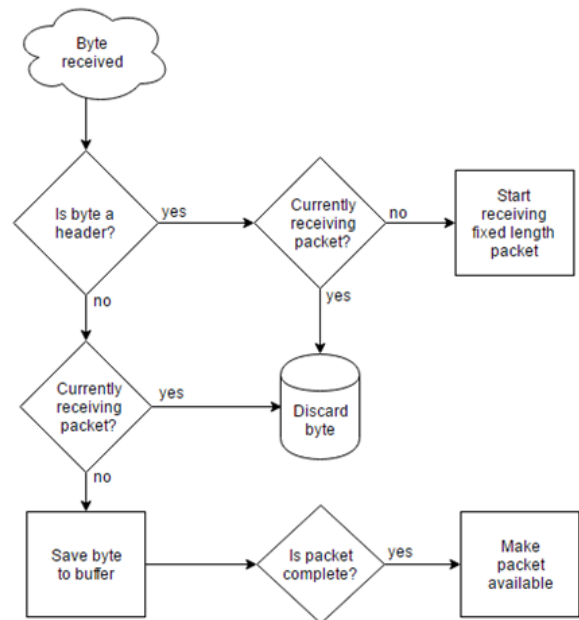 Byte
received
Is byte a
header?
yes
Currently
receiving
packet?
no
Start
receiving
fixed length
packet
no
yes
Currently
receiving
packet?
yes
Discard
byte
no
Save byte
to buffer
Is packet
complete?
yes
Make
packet
available